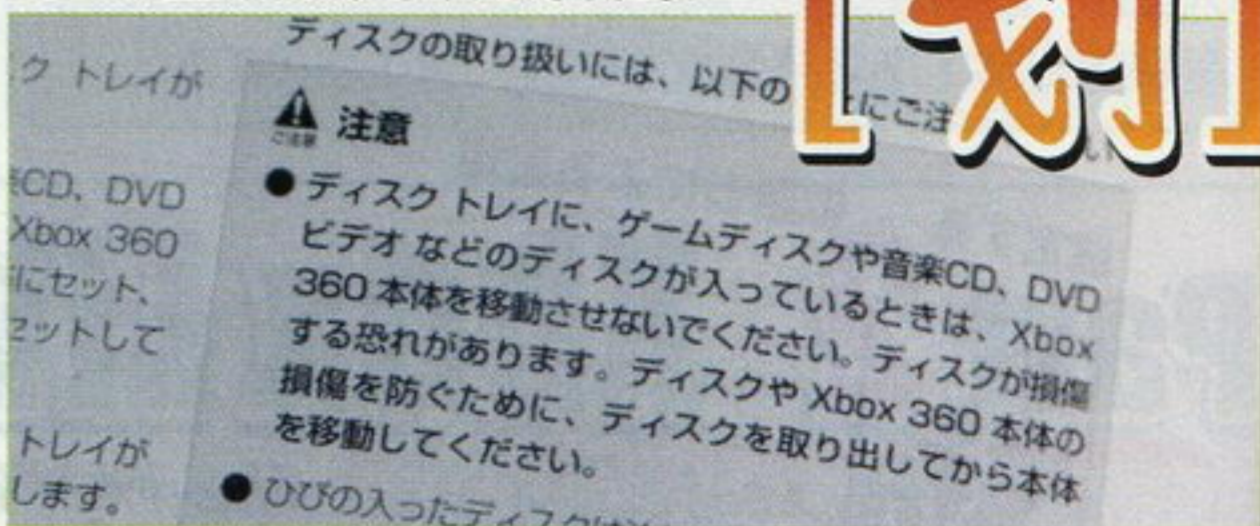 ディスクの取り扱いには、以下の
にご注
[刻]
ク トレイが
注意
CD、DVD
Xbox 360
にセット、
セットして
トレイが
します。
●ディスク トレイに、ゲームディスクや音楽CD、DVD
ビデオ などのディスクが入っているときは、Xbox
360 本体を移動させないでください。ディスクが損傷
する恐れがあります。ディスクや Xbox 360 本体の
損傷を防ぐために、ディスクを取り出してから本体
を移動してください。
●ひびの入ったディスクは